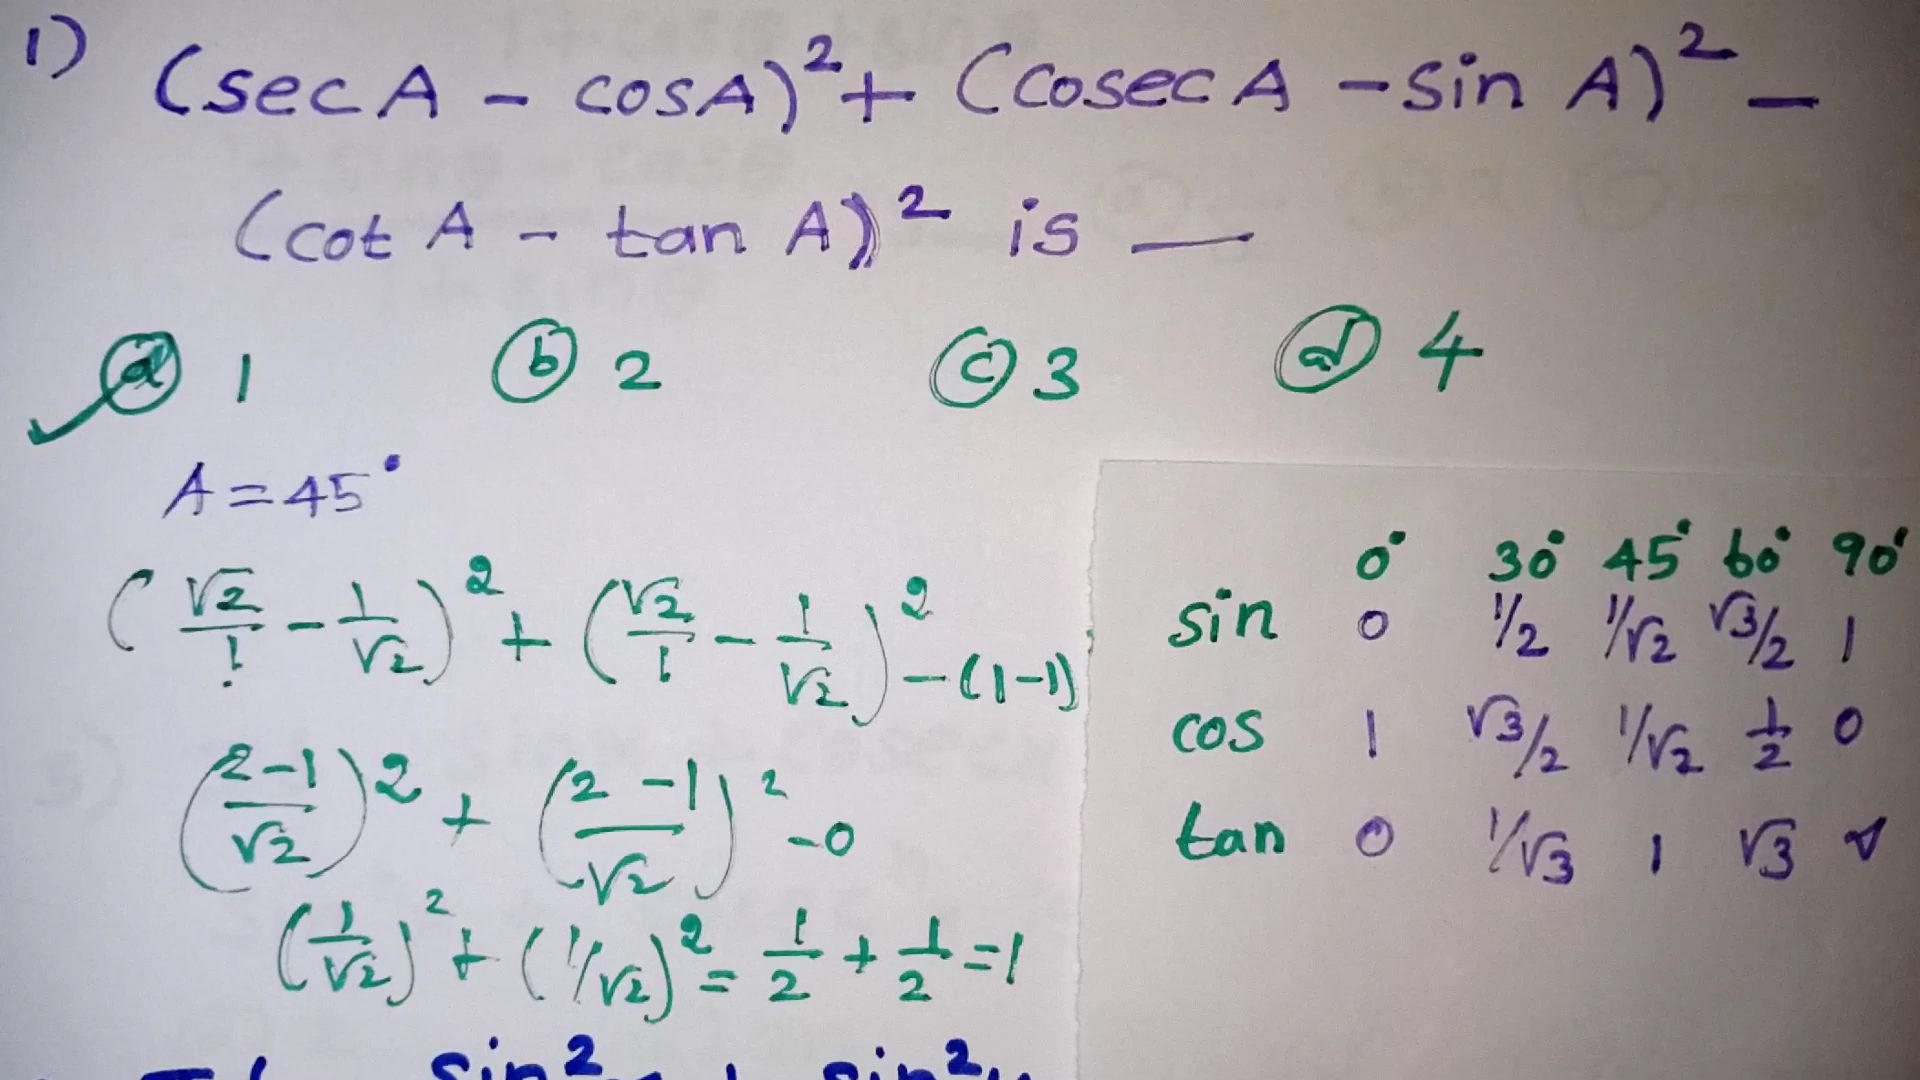 1) (sec A - cos A)² + (cosec A - sin A)² -
(cot A - tan A)² is —
ⓐ 1 ⓑ 2 ⓒ 3 ⓓ 4
A = 45°
(√2/1 - 1/√2)² + (√2/1 - 1/√2)² - (1-1)
((2-1)/√2)² + ((2-1)/√2)² - 0
(1/√2)² + (1/√2)² = 1/2 + 1/2 = 1
0° 30° 45° 60° 90°
sin 0 1/2 1/√2 √3/2 1
cos 1 √3/2 1/√2 1/2 0
tan 0 1/√3 1 √3